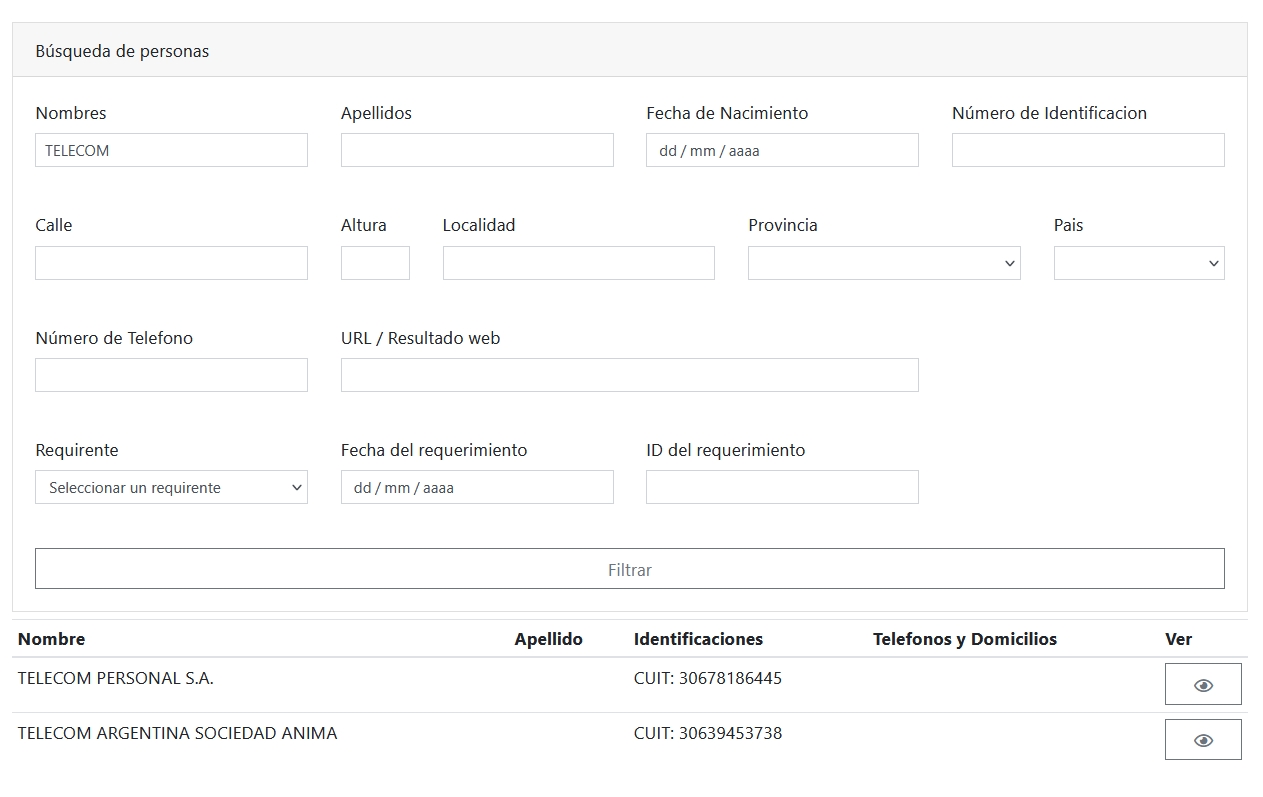 Búsqueda de personas
Nombres Apellidos Fecha de Nacimiento Número de Identificacion
TELECOM dd / mm / aaaa
Calle Altura Localidad Provincia Pais
Número de Telefono URL / Resultado web
Requirente Fecha del requerimiento ID del requerimiento
Seleccionar un requirente dd / mm / aaaa
Filtrar
Nombre Apellido Identificaciones Telefonos y Domicilios Ver
TELECOM PERSONAL S.A. CUIT: 30678186445
TELECOM ARGENTINA SOCIEDAD ANIMA CUIT: 30639453738